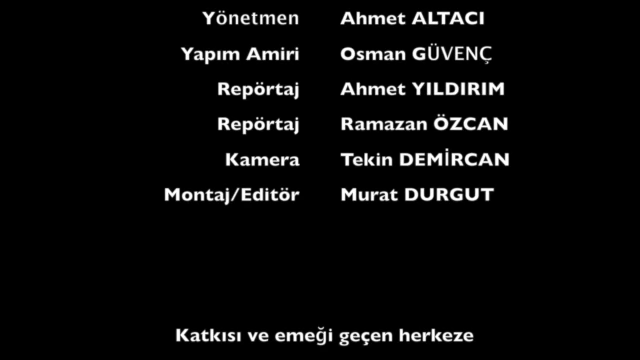 Yönetmen Ahmet ALTACI
Yapım Amiri Osman GÜVENÇ
Repörtaj Ahmet YILDIRIM
Repörtaj Ramazan ÖZCAN
Kamera Tekin DEMİRCAN
Montaj/Editör Murat DURGUT
Katkısı ve emeği geçen herkeze